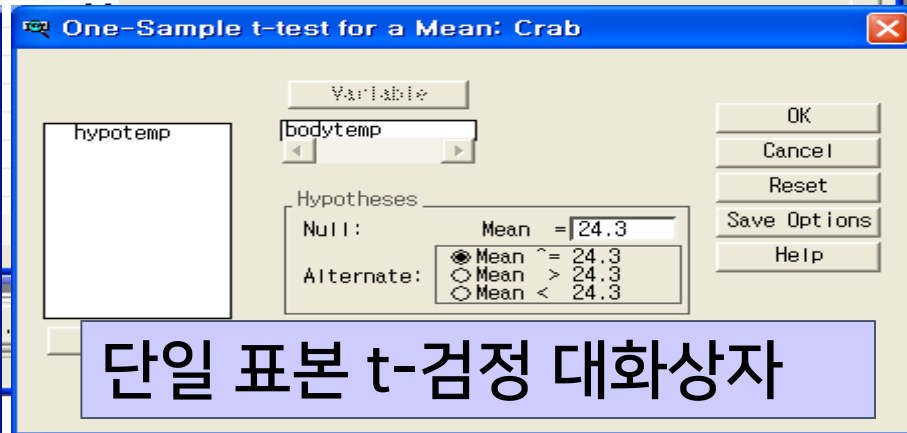 One-Sample t-test for a Mean: Crab
Variable
hypotemp
bodytemp
OK
Cancel
Reset
Save Options
Help
Hypotheses
Null: Mean = 24.3
Alternate:
Mean ^= 24.3
Mean > 24.3
Mean < 24.3
단일 표본 t-검정 대화상자